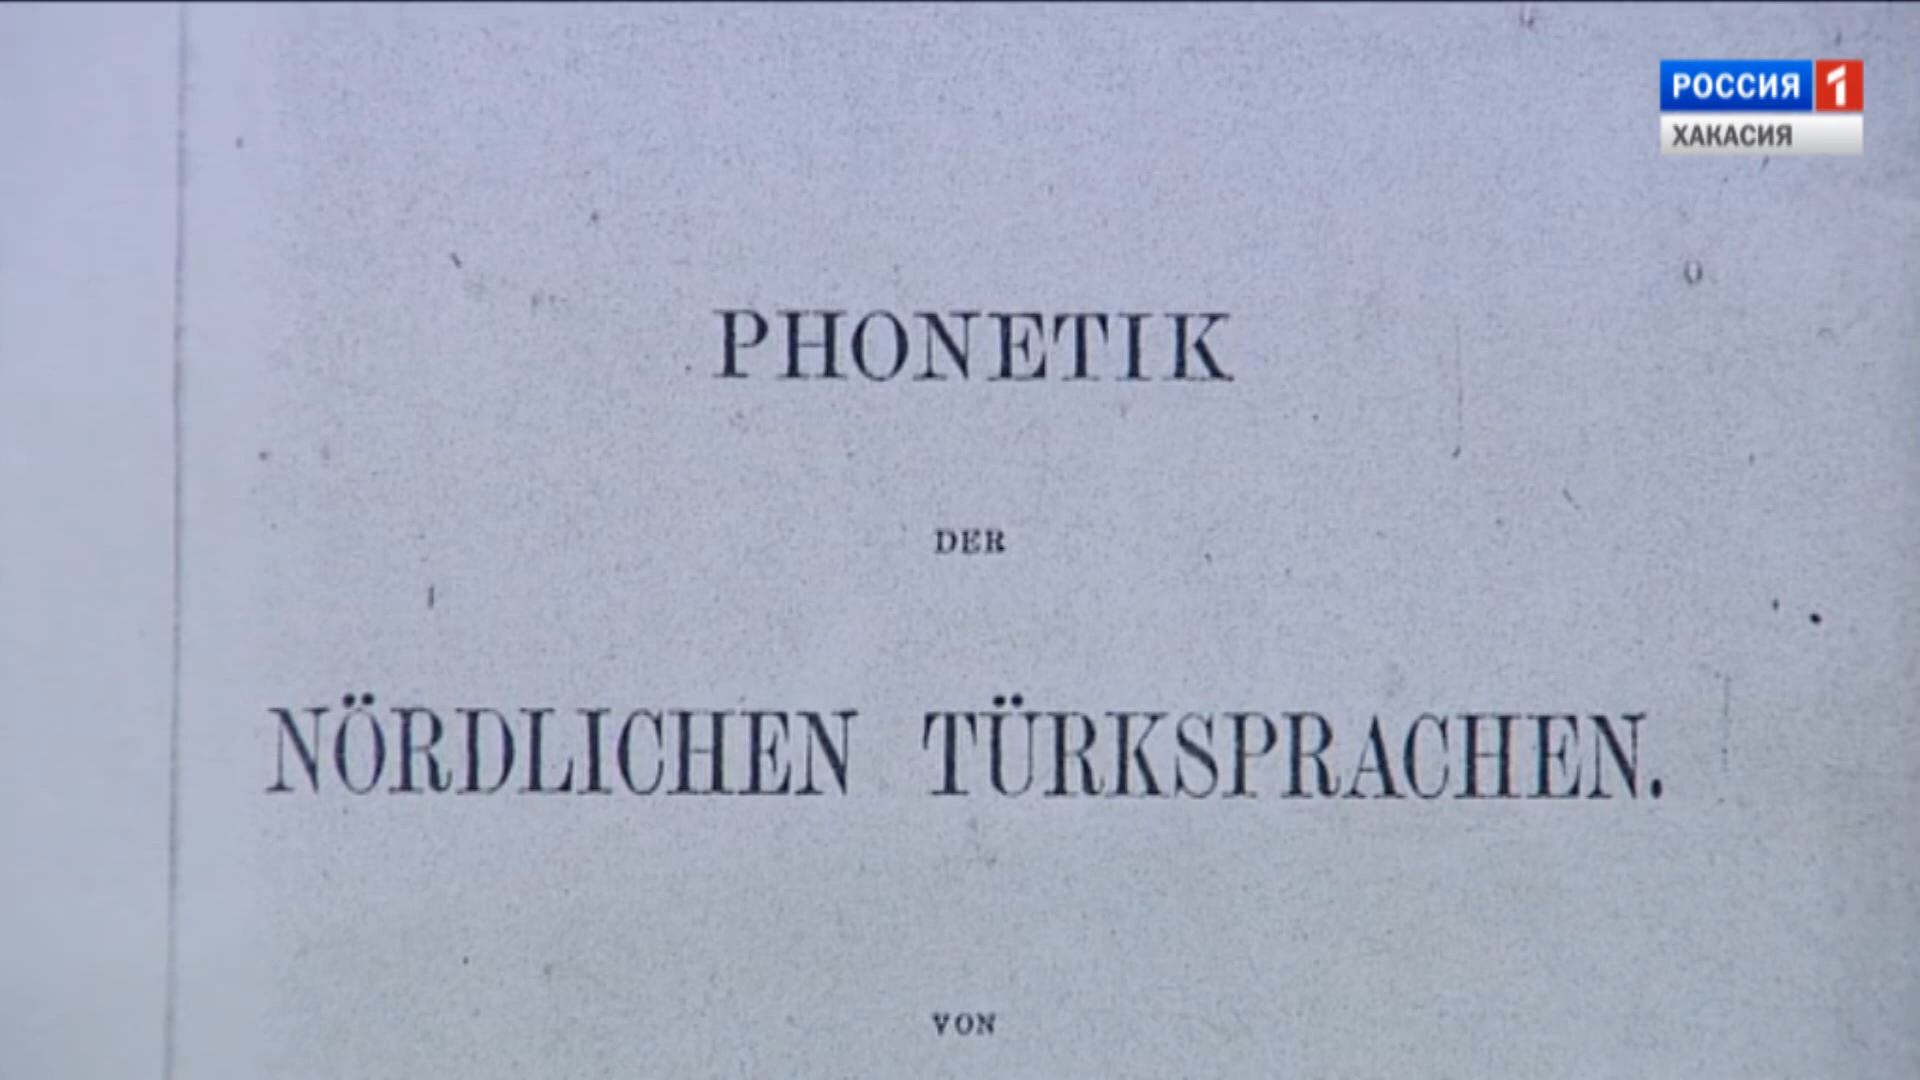 РОССИЯ 1
ХАКАСИЯ
PHONETIK
DER
NÖRDLICHEN TÜRKSPRACHEN.
VON